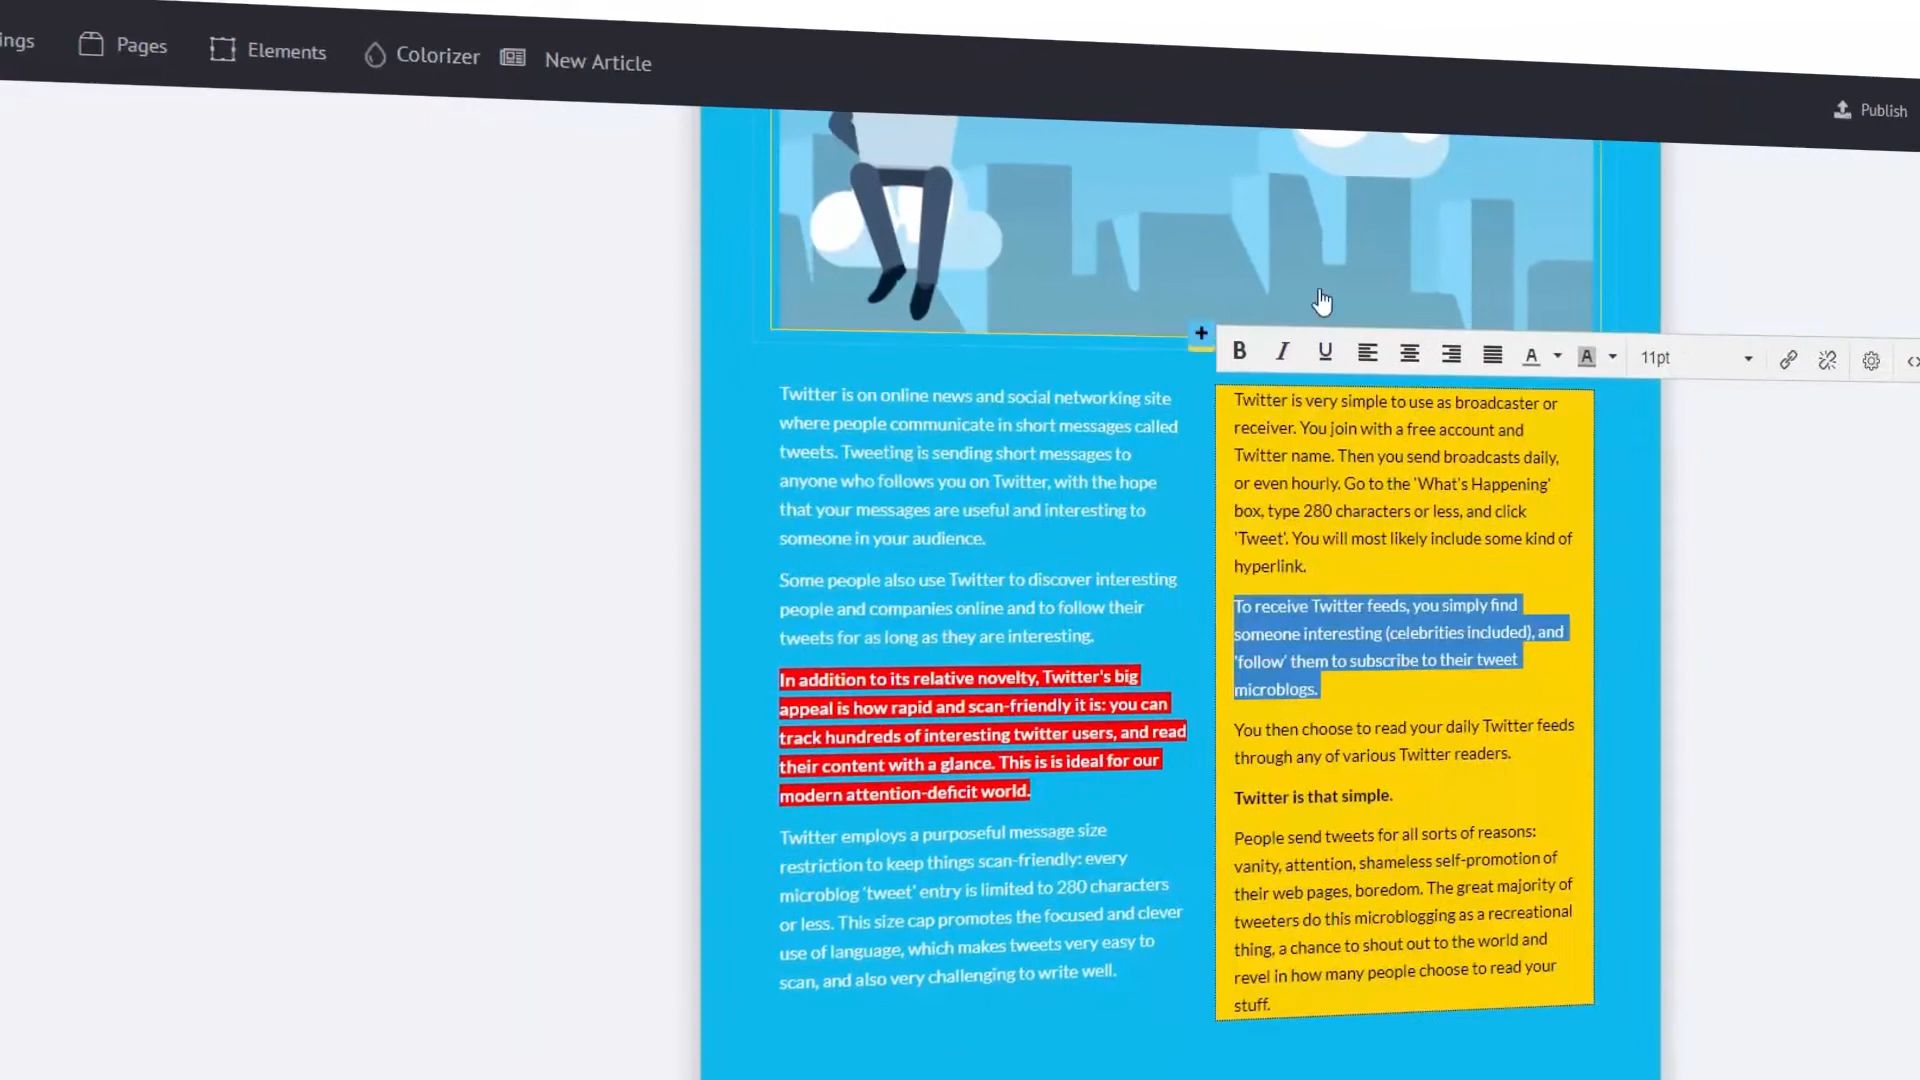 ings
Pages
Elements
Colorizer
New Article
Publish
B I U A A 11pt
Twitter is on online news and social networking site
where people communicate in short messages called
tweets. Tweeting is sending short messages to
anyone who follows you on Twitter, with the hope
that your messages are useful and interesting to
someone in your audience.
Some people also use Twitter to discover interesting
people and companies online and to follow their
tweets for as long as they are interesting.
In addition to its relative novelty, Twitter's big
appeal is how rapid and scan-friendly it is: you can
track hundreds of interesting twitter users, and read
their content with a glance. This is is ideal for our
modern attention-deficit world.
Twitter employs a purposeful message size
restriction to keep things scan-friendly: every
microblog 'tweet' entry is limited to 280 characters
or less. This size cap promotes the focused and clever
use of language, which makes tweets very easy to
scan, and also very challenging to write well.
Twitter is very simple to use as broadcaster or
receiver. You join with a free account and
Twitter name. Then you send broadcasts daily,
or even hourly. Go to the 'What's Happening'
box, type 280 characters or less, and click
'Tweet'. You will most likely include some kind of
hyperlink.
To receive Twitter feeds, you simply find
someone interesting (celebrities included), and
'follow' them to subscribe to their tweet
microblogs.
You then choose to read your daily Twitter feeds
through any of various Twitter readers.
Twitter is that simple.
People send tweets for all sorts of reasons:
vanity, attention, shameless self-promotion of
their web pages, boredom. The great majority of
tweeters do this microblogging as a recreational
thing, a chance to shout out to the world and
revel in how many people choose to read your
stuff.